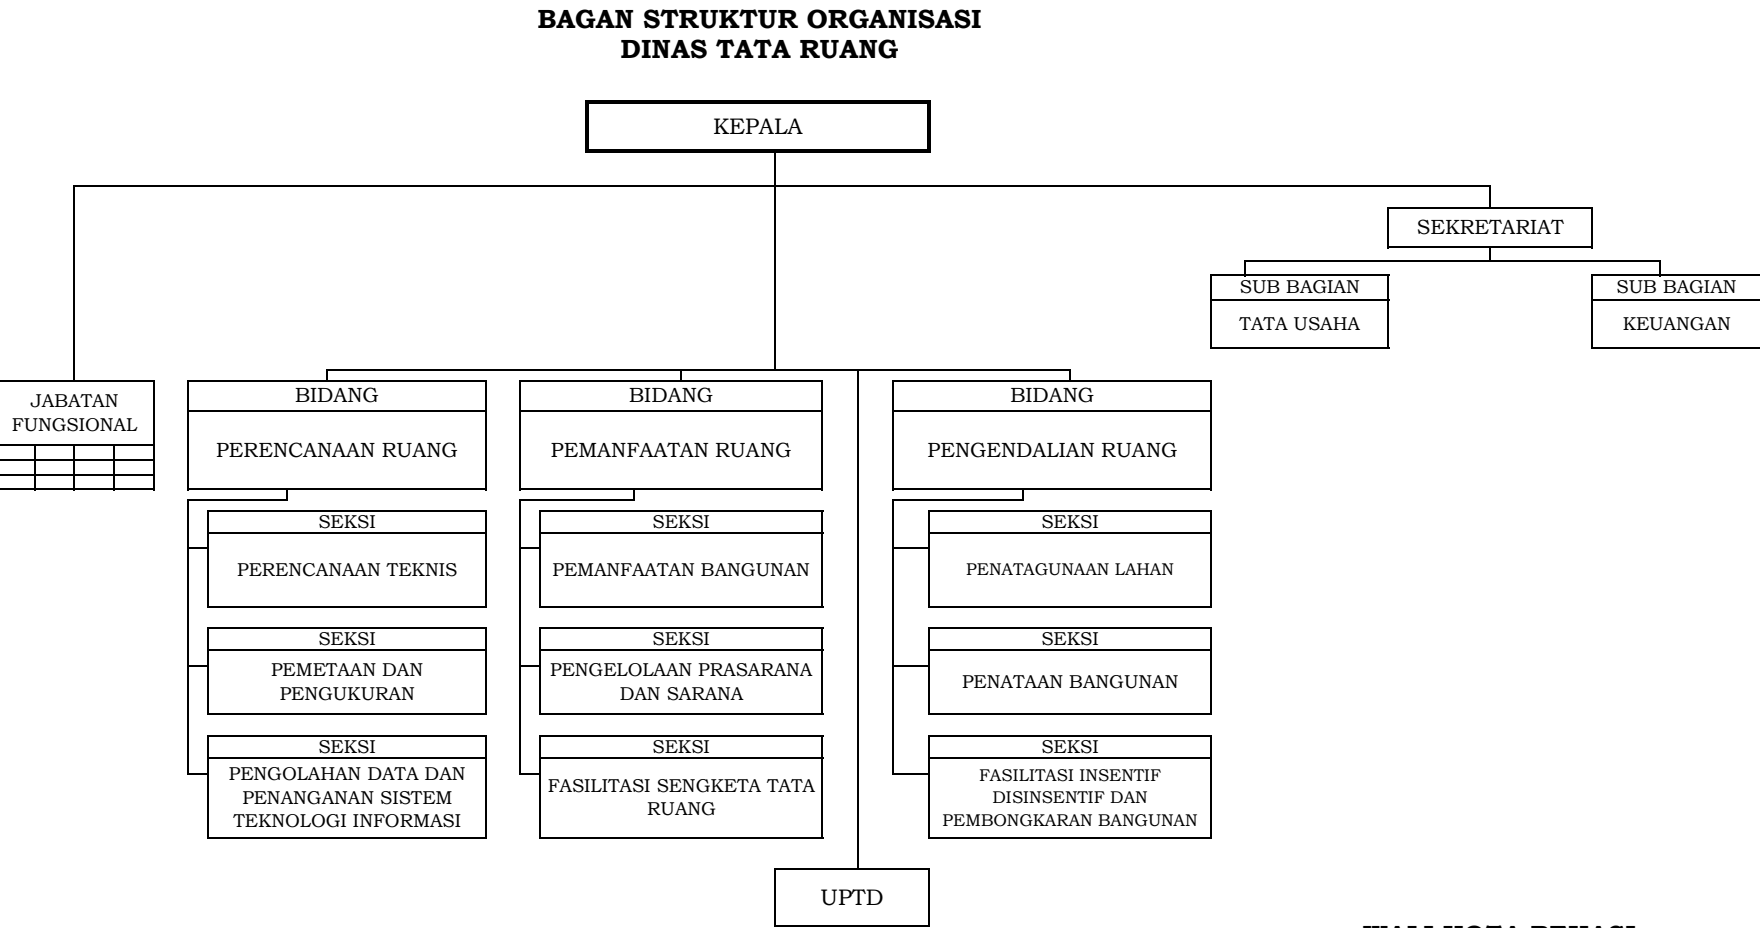 BAGAN STRUKTUR ORGANISASI
DINAS TATA RUANG
KEPALA
SEKRETARIAT
SUB BAGIAN
TATA USAHA
SUB BAGIAN
KEUANGAN
JABATAN
FUNGSIONAL
BIDANG
PERENCANAAN RUANG
SEKSI
PERENCANAAN TEKNIS
SEKSI
PEMETAAN DAN
PENGUKURAN
SEKSI
PENGOLAHAN DATA DAN
PENANGANAN SISTEM
TEKNOLOGI INFORMASI
BIDANG
PEMANFAATAN RUANG
SEKSI
PEMANFAATAN BANGUNAN
SEKSI
PENGELOLAAN PRASARANA
DAN SARANA
SEKSI
FASILITASI SENGKETA TATA
RUANG
BIDANG
PENGENDALIAN RUANG
SEKSI
PENATAGUNAAN LAHAN
SEKSI
PENATAAN BANGUNAN
SEKSI
FASILITASI INSENTIF
DISINSENTIF DAN
PEMBONGKARAN BANGUNAN
UPTD